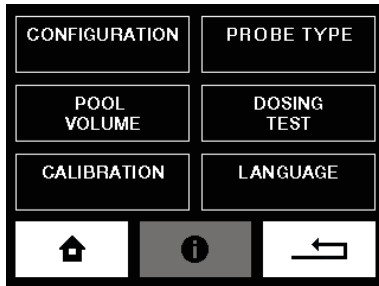 CONFIGURATION
PROBE TYPE
POOL
VOLUME
DOSING
TEST
CALIBRATION
LANGUAGE